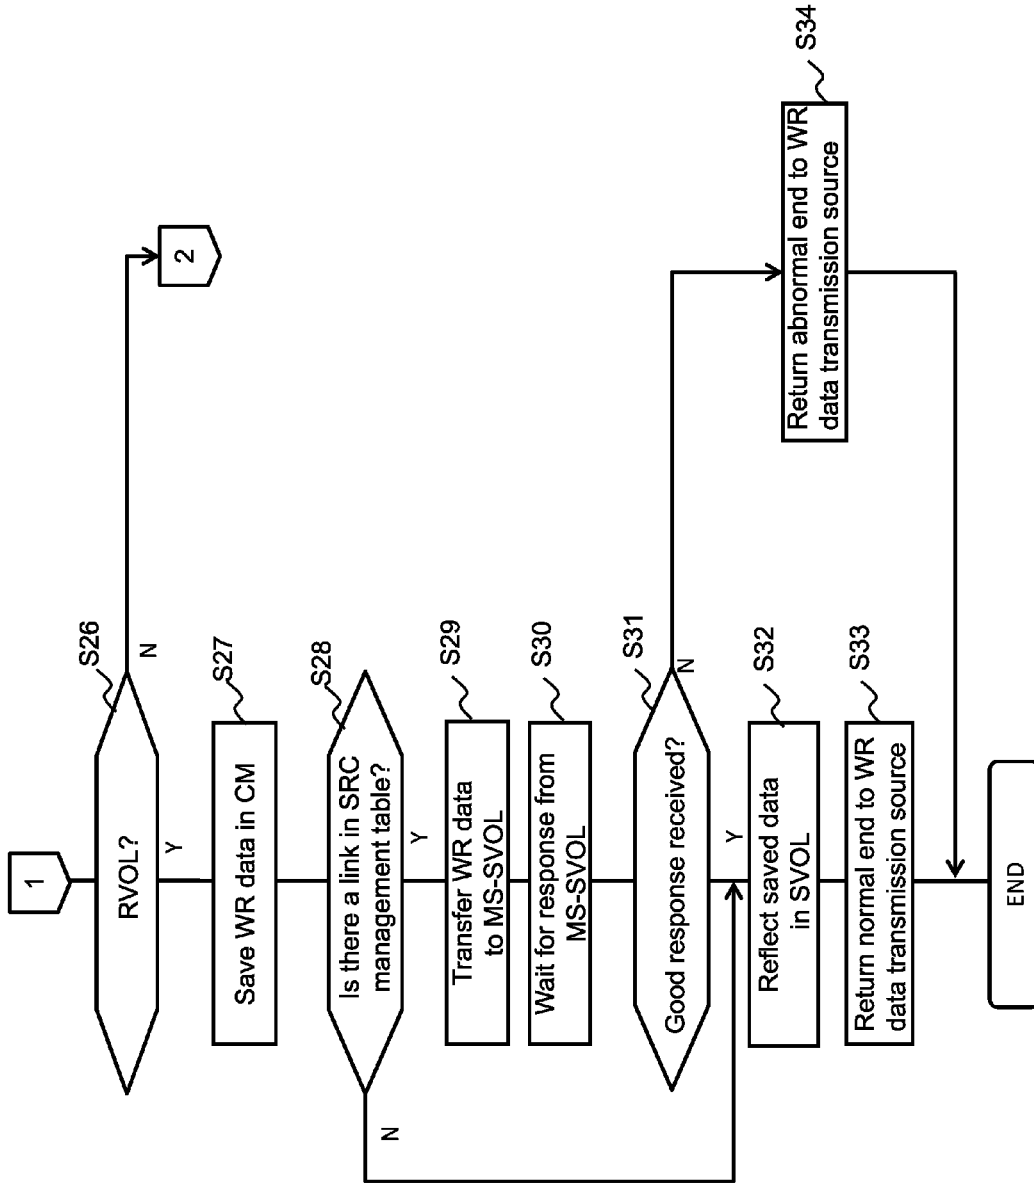 1
RVOL?
S26
N
2
Y
Save WR data in CM
S27
Is there a link in SRC
management table?
S28
N
Y
Transfer WR data
to MS-SVOL
S29
Wait for response from
MS-SVOL
S30
Good response received?
S31
N
Y
Reflect saved data
in SVOL
S32
Return normal end to WR
data transmission source
S33
Return abnormal end to WR
data transmission source
S34
END